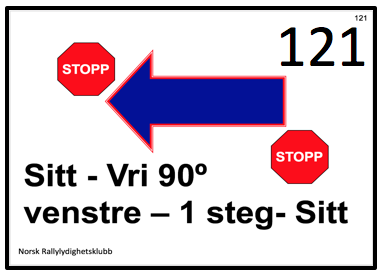 121
121
STOPP
STOPP
Sitt - Vri 90º
venstre – 1 steg- Sitt
Norsk Rallylydighetsklubb